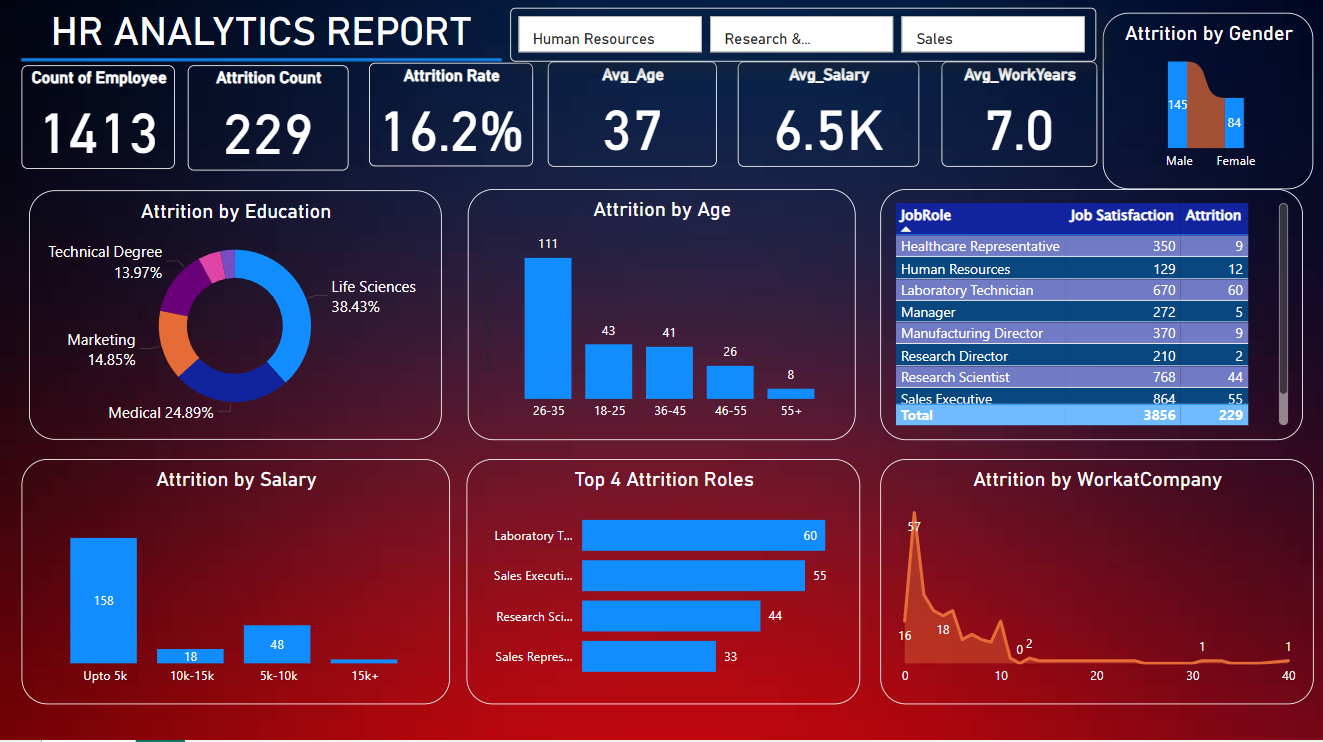 HR ANALYTICS REPORT
Human Resources
Research &...
Sales
Count of Employee
1413
Attrition Count
229
Attrition Rate
16.2%
Avg_Age
37
Avg_Salary
6.5K
Avg_WorkYears
7.0
Attrition by Gender
145
84
Male Female
Attrition by Education
Technical Degree
13.97%
Life Sciences
38.43%
Marketing
14.85%
Medical 24.89%
Attrition by Age
111
43
41
26
8
26-35 18-25 36-45 46-55 55+
JobRole Job Satisfaction Attrition
Healthcare Representative 350 9
Human Resources 129 12
Laboratory Technician 670 60
Manager 272 5
Manufacturing Director 370 9
Research Director 210 2
Research Scientist 768 44
Sales Executive 864 55
Total 3856 229
Attrition by Salary
158
18
48
Upto 5k 10k-15k 5k-10k 15k+
Top 4 Attrition Roles
Laboratory T... 60
Sales Executi... 55
Research Sci... 44
Sales Repres... 33
Attrition by WorkatCompany
57
16
18
0
2
1
1
0 10 20 30 40